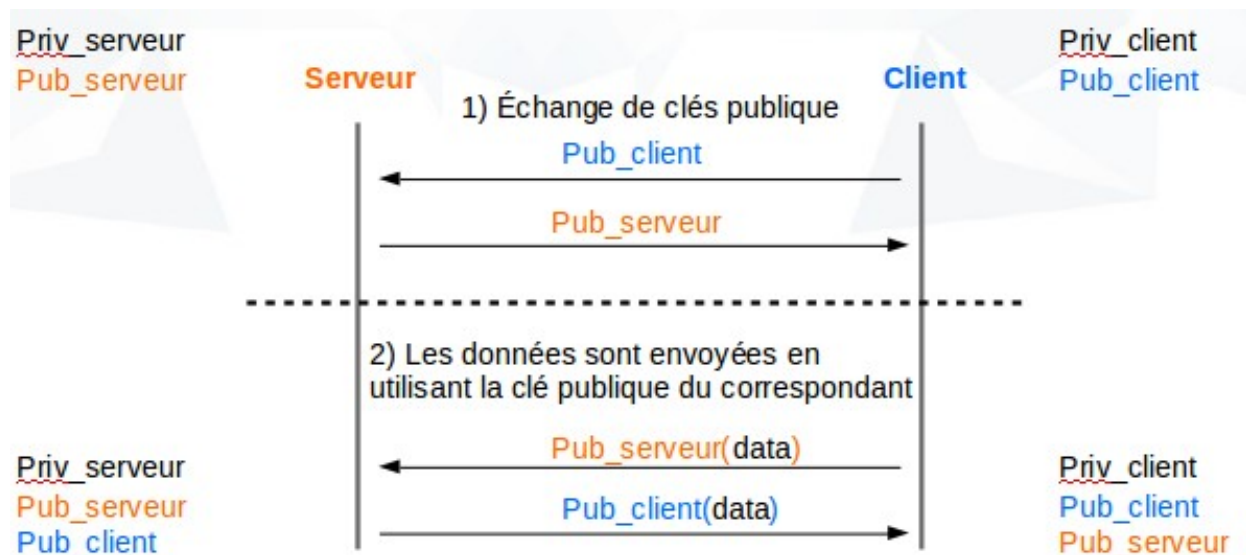 Priv_serveur
Pub_serveur
Serveur
Client
Priv_client
Pub_client
1) Échange de clés publique
Pub_client
Pub_serveur
2) Les données sont envoyées en
utilisant la clé publique du correspondant
Pub_serveur(data)
Pub_client(data)
Priv_serveur
Pub_serveur
Pub_client
Priv_client
Pub_client
Pub_serveur